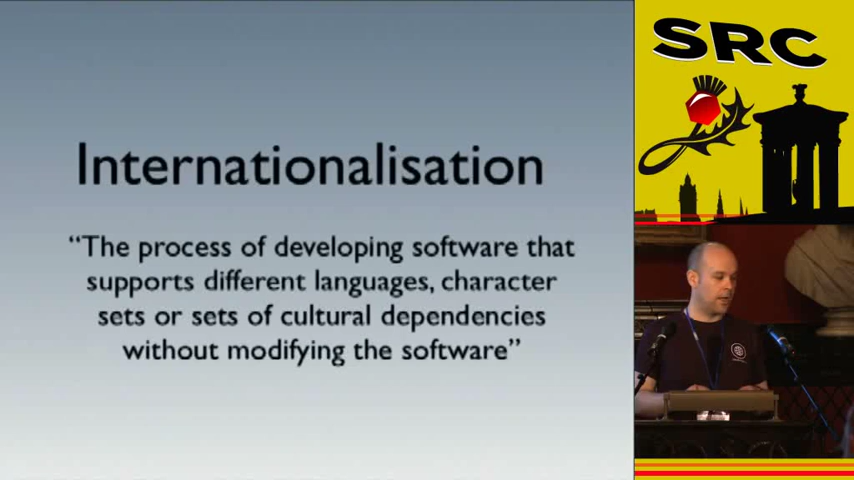 Internationalisation
“The process of developing software that
supports different languages, character
sets or sets of cultural dependencies
without modifying the software”
SRC